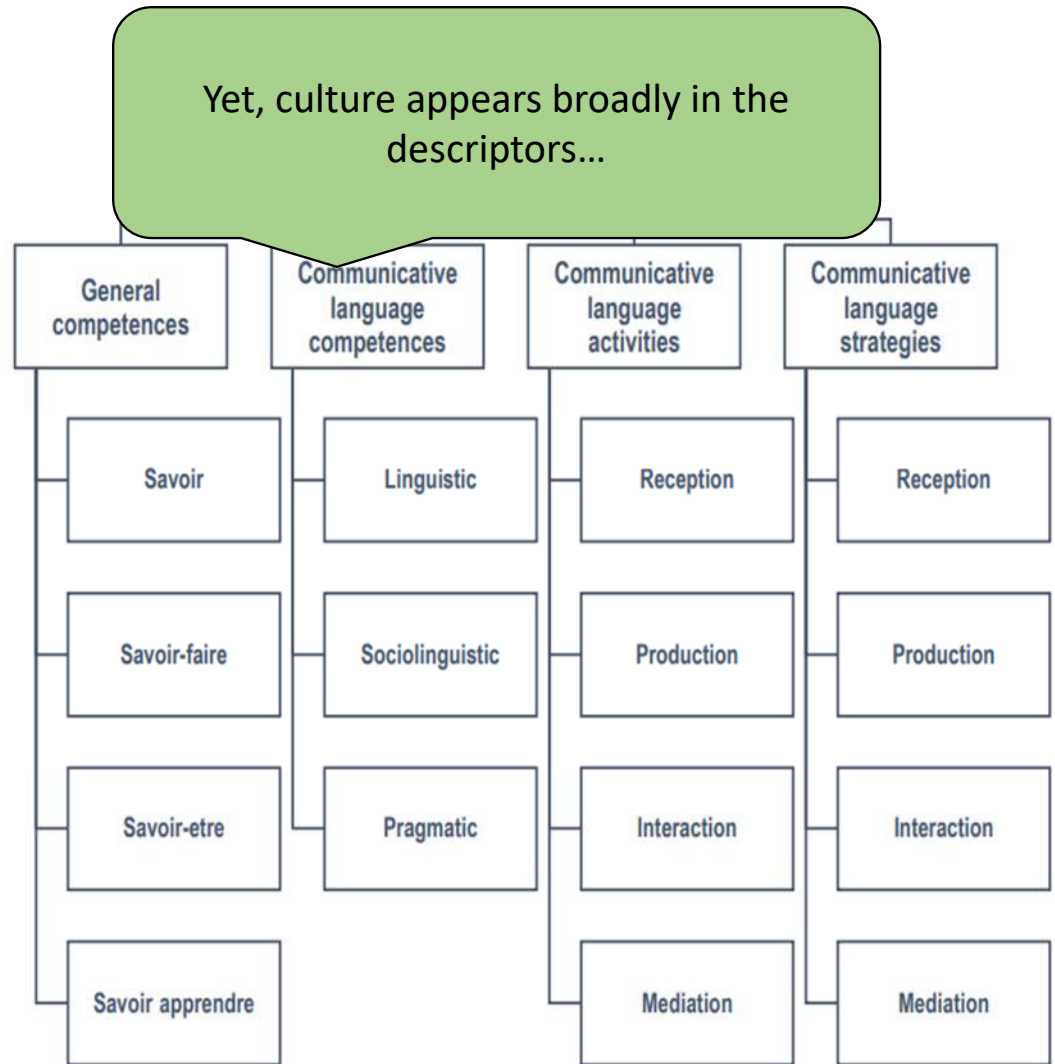 Yet, culture appears broadly in the
descriptors...
General
competences
Communicative
language
competences
Communicative
language
activities
Communicative
language
strategies
Savoir
Linguistic
Reception
Reception
Savoir-faire
Sociolinguistic
Production
Production
Savoir-etre
Pragmatic
Interaction
Interaction
Savoir apprendre
Mediation
Mediation